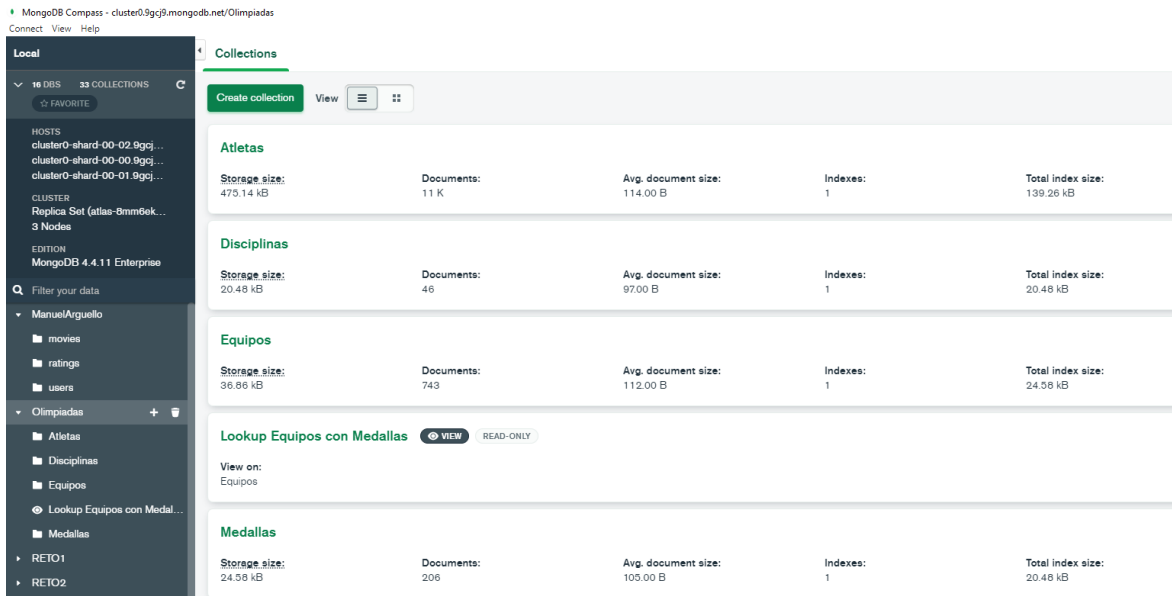 MongoDB Compass - cluster0.9gcj9.mongodb.net/Olimpiadas
Connect View Help
Local
16 DBS 33 COLLECTIONS
☆ FAVORITE
HOSTS
cluster0-shard-00-02.9gcj...
cluster0-shard-00-00.9gcj...
cluster0-shard-00-01.9gcj...
CLUSTER
Replica Set (atlas-8mm6ek...
3 Nodes
EDITION
MongoDB 4.4.11 Enterprise
Filter your data
ManuelArguello
movies
ratings
users
Olimpiadas +
Atletas
Disciplinas
Equipos
Lookup Equipos con Medal...
Medallas
RETO1
RETO2
Collections
Create collection View
Atletas
Storage size: Documents: Avg. document size: Indexes: Total index size:
475.14 kB 11 K 114.00 B 1 139.26 kB
Disciplinas
Storage size: Documents: Avg. document size: Indexes: Total index size:
20.48 kB 46 97.00 B 1 20.48 kB
Equipos
Storage size: Documents: Avg. document size: Indexes: Total index size:
36.86 kB 743 112.00 B 1 24.58 kB
Lookup Equipos con Medallas VIEW READ-ONLY
View on:
Equipos
Medallas
Storage size: Documents: Avg. document size: Indexes: Total index size:
24.58 kB 206 105.00 B 1 20.48 kB